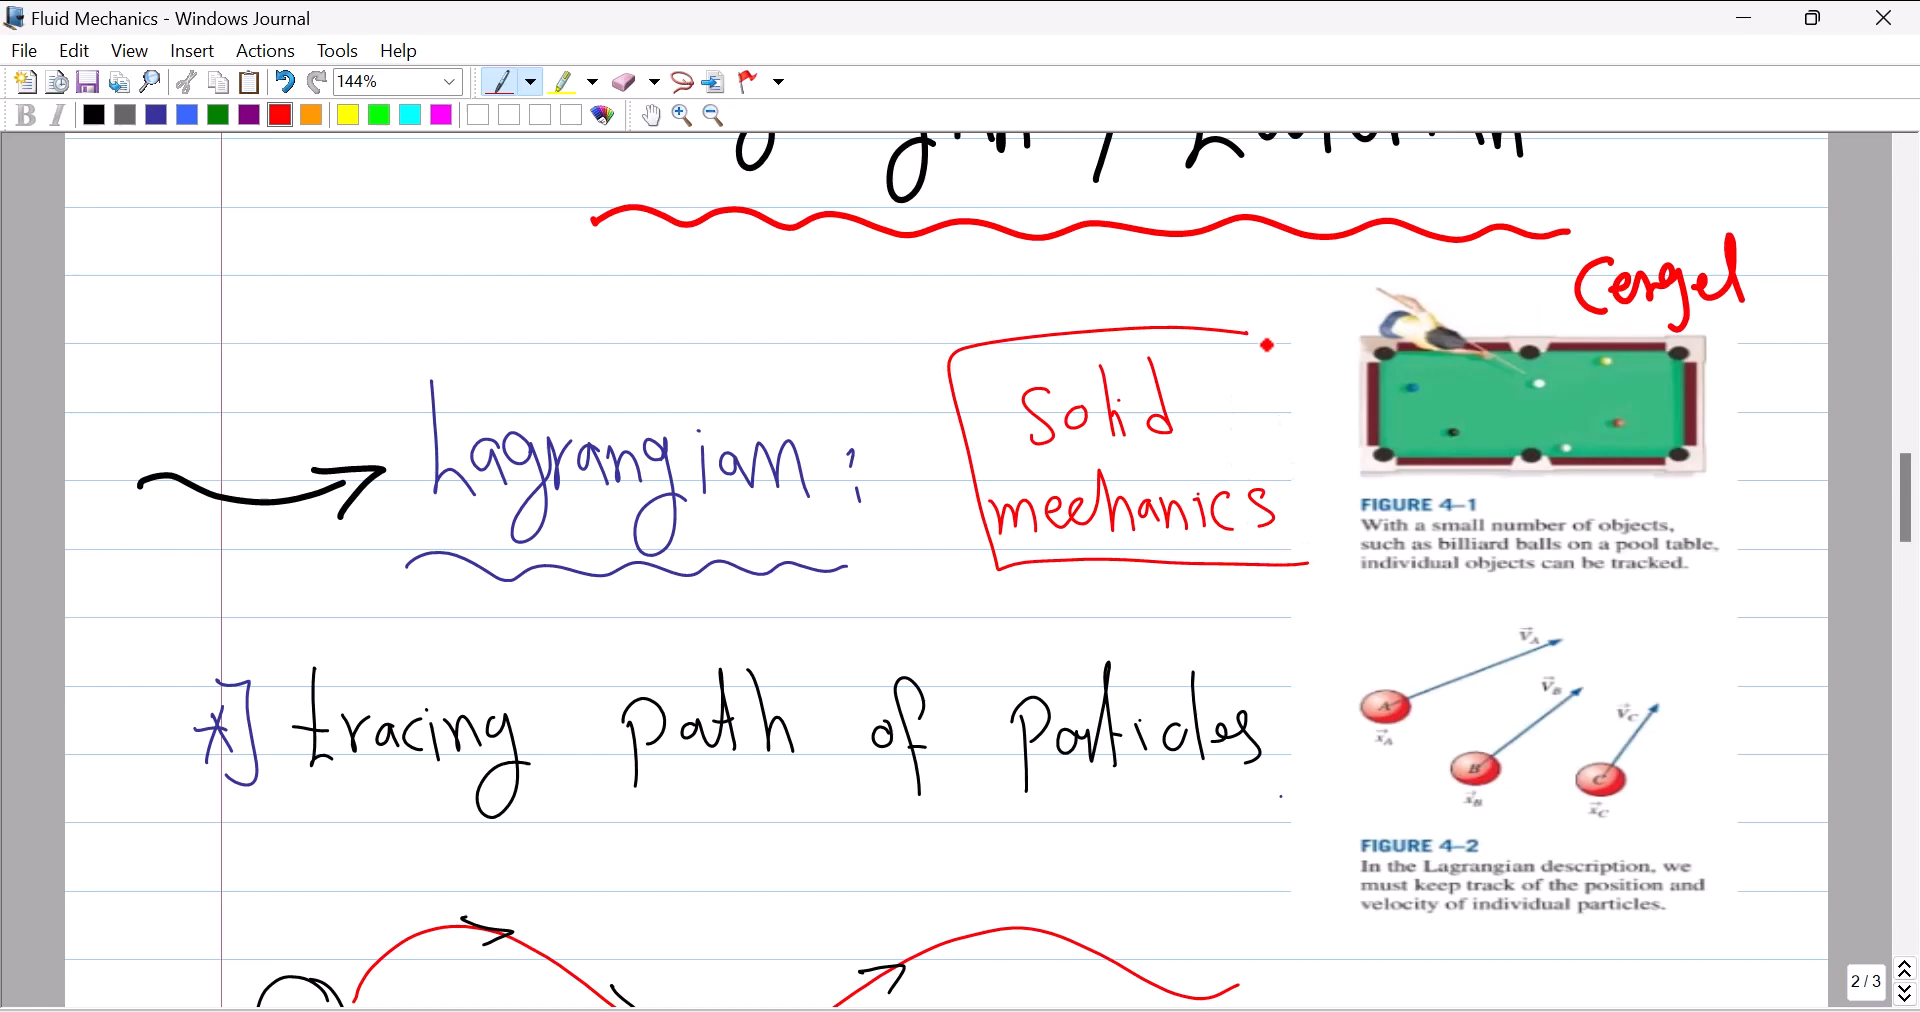 Fluid Mechanics - Windows Journal
File Edit View Insert Actions Tools Help
144%
B I
Cengel
Solid
Lagrangian :
mechanics
FIGURE 4–1
With a small number of objects,
such as billiard balls on a pool table,
individual objects can be tracked.
*] tracing path of Particles
V⃗A
V⃗B
V⃗C
A
x⃗A
B
x⃗B
C
x⃗C
FIGURE 4–2
In the Lagrangian description, we
must keep track of the position and
velocity of individual particles.
2 / 3